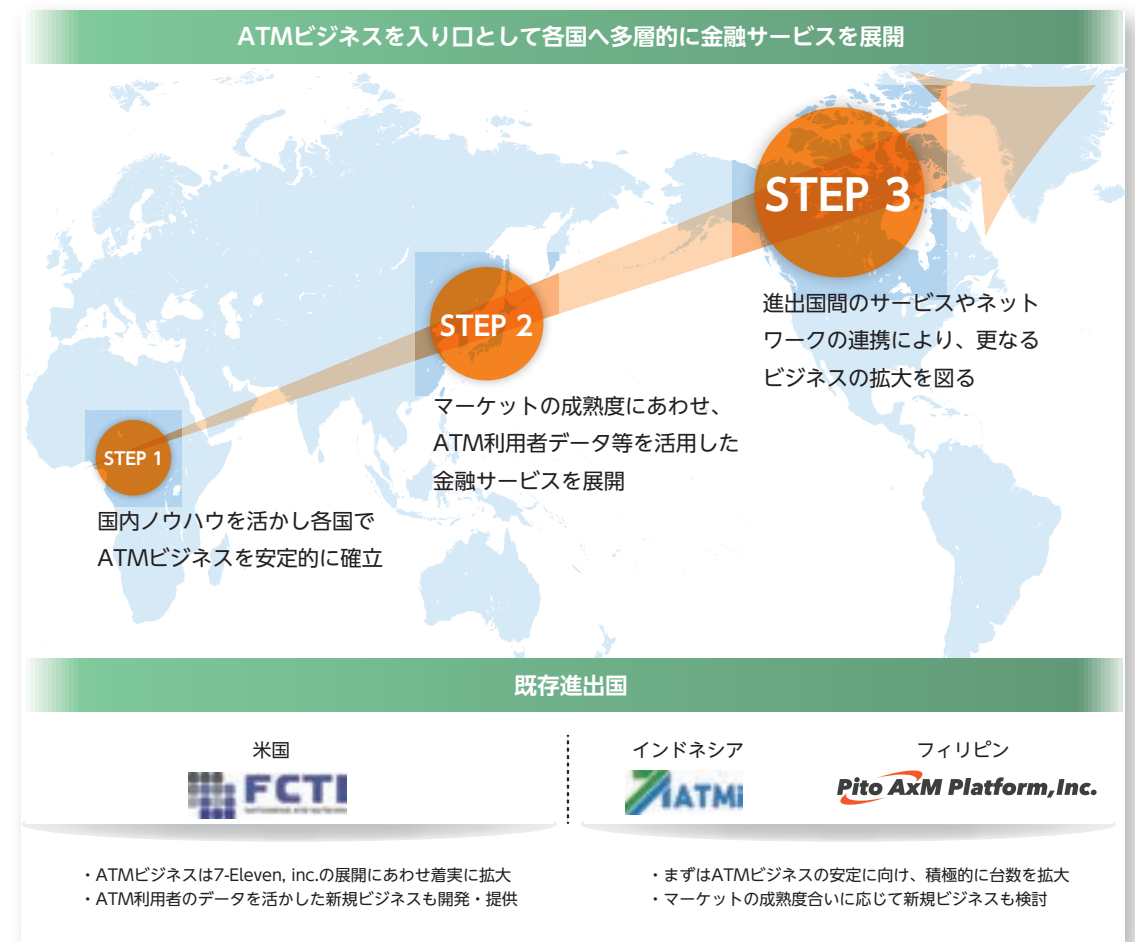 ATMビジネスを入り口として各国へ多層的に金融サービスを展開
STEP 3
進出国間のサービスやネット
ワークの連携により、更なる
ビジネスの拡大を図る
STEP 2
マーケットの成熟度にあわせ、
ATM利用者データ等を活用した
金融サービスを展開
STEP 1
国内ノウハウを活かし各国で
ATMビジネスを安定的に確立
既存進出国
米国
FCTI
・ATMビジネスは7-Eleven, inc.の展開にあわせ着実に拡大
・ATM利用者のデータを活かした新規ビジネスも開発・提供
インドネシア
ATMi
フィリピン
Pito AxM Platform,Inc.
・まずはATMビジネスの安定に向け、積極的に台数を拡大
・マーケットの成熟度合いに応じて新規ビジネスも検討